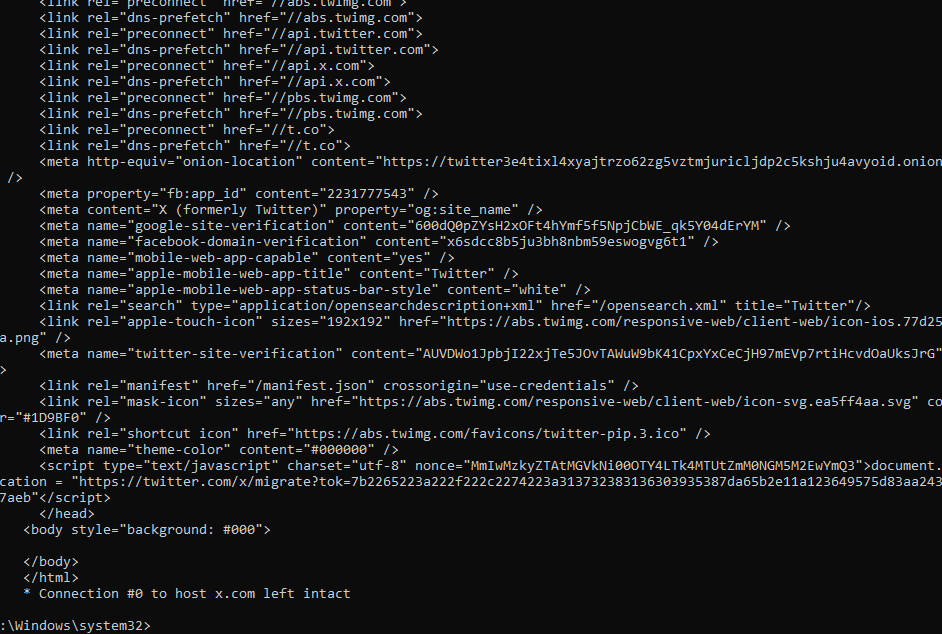 <link rel="preconnect" href="//abs.twimg.com">
<link rel="dns-prefetch" href="//abs.twimg.com">
<link rel="preconnect" href="//api.twitter.com">
<link rel="dns-prefetch" href="//api.twitter.com">
<link rel="preconnect" href="//api.x.com">
<link rel="dns-prefetch" href="//api.x.com">
<link rel="preconnect" href="//pbs.twimg.com">
<link rel="dns-prefetch" href="//pbs.twimg.com">
<link rel="preconnect" href="//t.co">
<link rel="dns-prefetch" href="//t.co">
<meta http-equiv="onion-location" content="https://twitter3e4tixl4xyajtrzo62zg5vztmjuricljdp2c5kshju4avyoid.onion
/>
<meta property="fb:app_id" content="2231777543" />
<meta content="X (formerly Twitter)" property="og:site_name" />
<meta name="google-site-verification" content="600dQ0pZYsH2xOFt4hYmf5f5NpjCbWE_qk5Y04dErYM" />
<meta name="facebook-domain-verification" content="x6sdcc8b5ju3bh8nbm59eswogvg6t1" />
<meta name="mobile-web-app-capable" content="yes" />
<meta name="apple-mobile-web-app-title" content="Twitter" />
<meta name="apple-mobile-web-app-status-bar-style" content="white" />
<link rel="search" type="application/opensearchdescription+xml" href="/opensearch.xml" title="Twitter"/>
<link rel="apple-touch-icon" sizes="192x192" href="https://abs.twimg.com/responsive-web/client-web/icon-ios.77d25
a.png" />
<meta name="twitter-site-verification" content="AUVDWo1JpbjI22xjTe5JOvTAWuW9bK41CpxYxCeCjH97mEVp7rtiHcvdOaUksJrG"
>
<link rel="manifest" href="/manifest.json" crossorigin="use-credentials" />
<link rel="mask-icon" sizes="any" href="https://abs.twimg.com/responsive-web/client-web/icon-svg.ea5ff4aa.svg" co
r="#1D9BF0" />
<link rel="shortcut icon" href="https://abs.twimg.com/favicons/twitter-pip.3.ico" />
<meta name="theme-color" content="#000000" />
<script type="text/javascript" charset="utf-8" nonce="MmIwMzkyZTAtMGVkNi00OTY4LTk4MTUtZmM0NGM5M2EwYmQ3">document.
cation = "https://twitter.com/x/migrate?tok=7b2265223a222f222c2274223a313732383136303935387da65b2e11a123649575d83aa243
7aeb"</script>
</head>
<body style="background: #000">
</body>
</html>
* Connection #0 to host x.com left intact
:\Windows\system32>